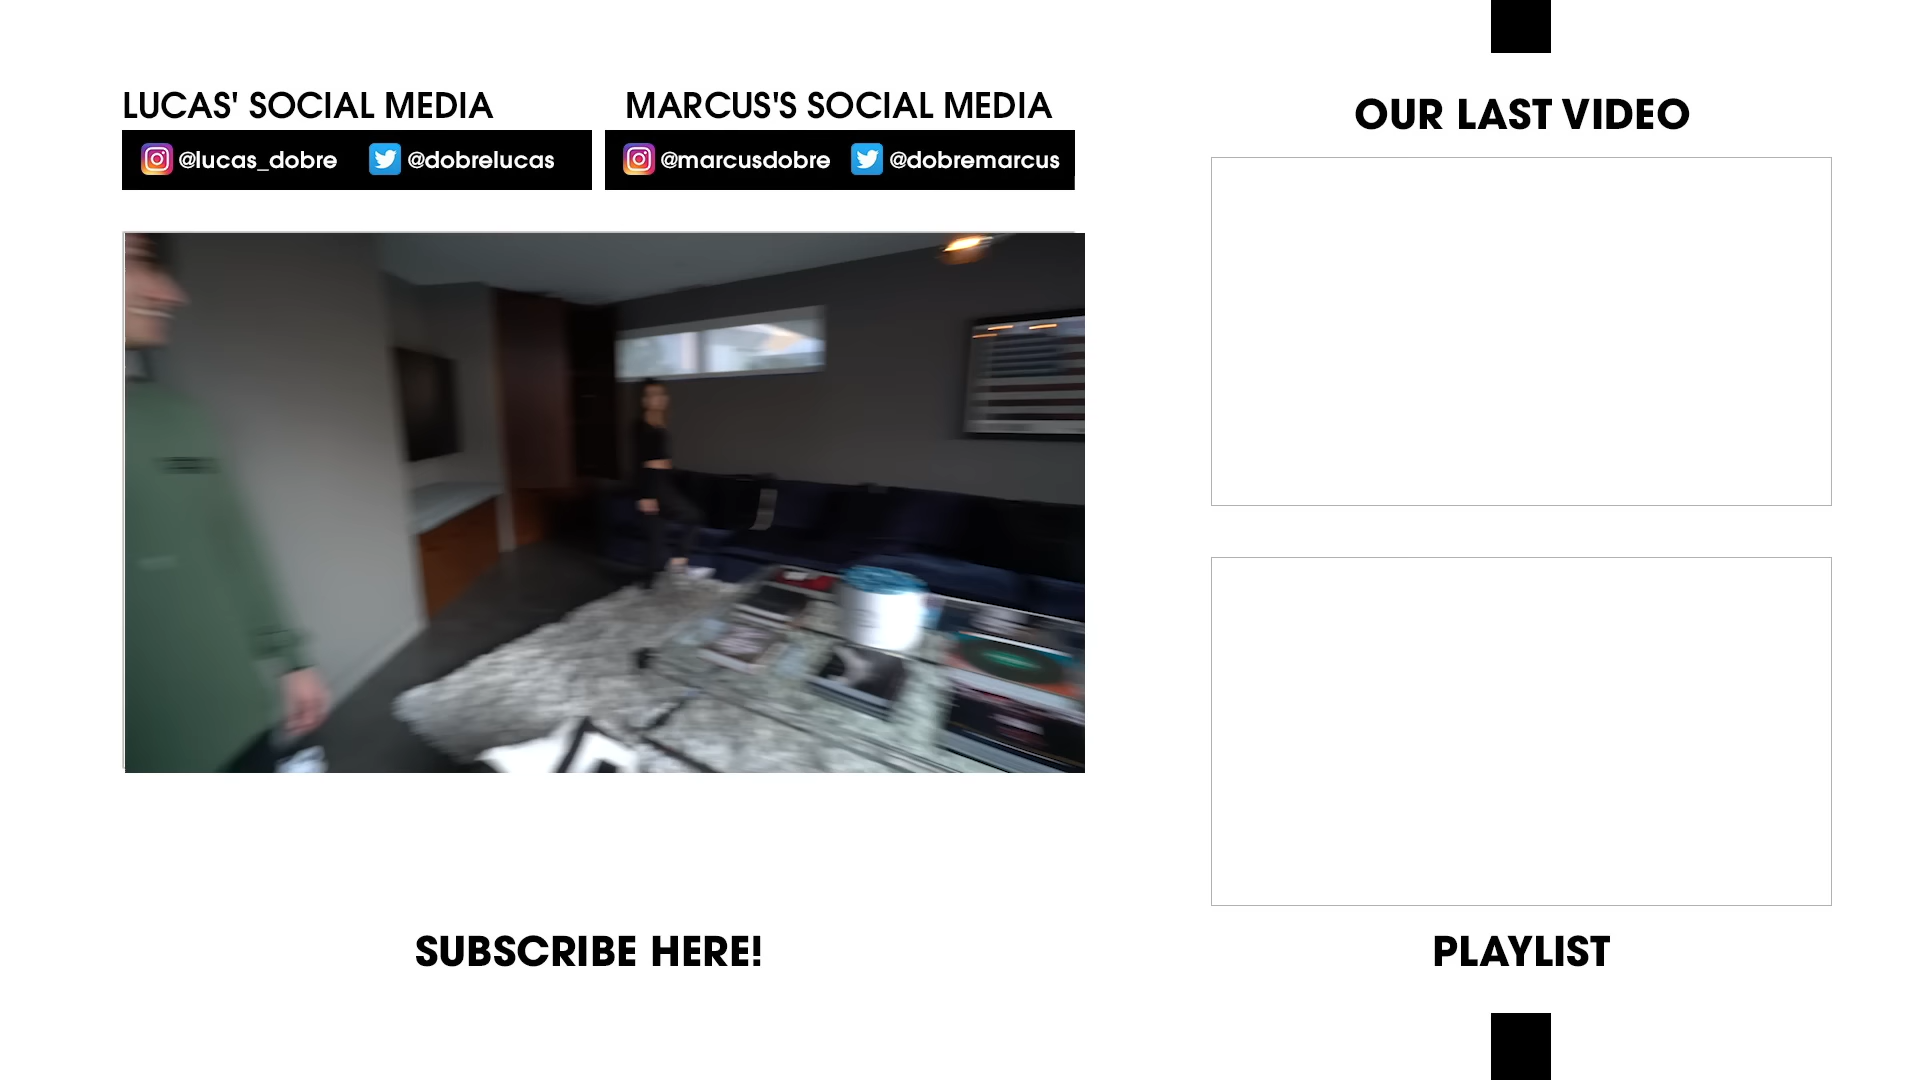 LUCAS' SOCIAL MEDIA
@lucas_dobre @dobrelucas
MARCUS'S SOCIAL MEDIA
@marcusdobre @dobremarcus
OUR LAST VIDEO
SUBSCRIBE HERE!
PLAYLIST